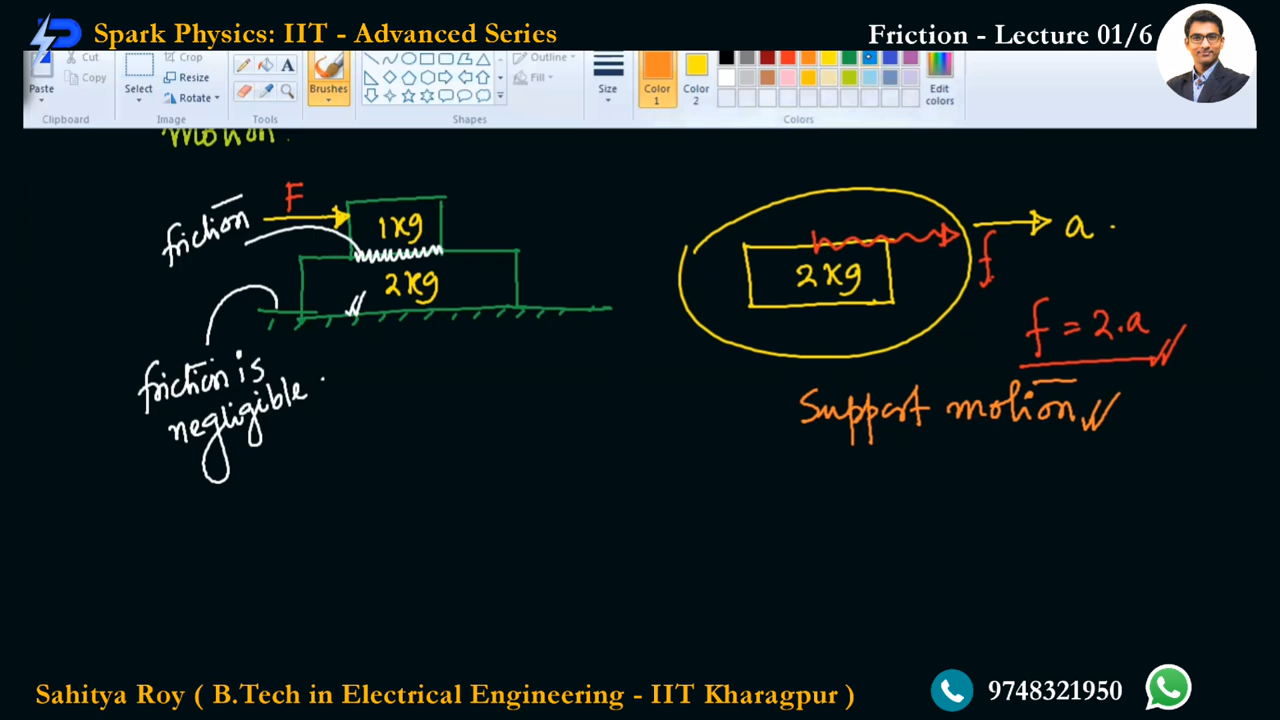 Spark Physics: IIT - Advanced Series
Friction - Lecture 01/6
Paste
Cut
Copy
Clipboard
Select
Crop
Resize
Rotate
Image
A
Tools
Brushes
Shapes
Outline
Fill
Size
Color 1
Color 2
Edit colors
Colors
motion.
friction
F
1kg
2kg
friction is
negligible.
2kg
a.
f
f = 2.a
Support motion
Sahitya Roy ( B.Tech in Electrical Engineering - IIT Kharagpur )
9748321950